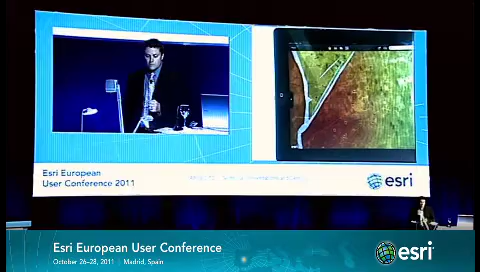 Esri European
User Conference 2011
esri
Esri European User Conference
October 26–28, 2011 | Madrid, Spain
esri